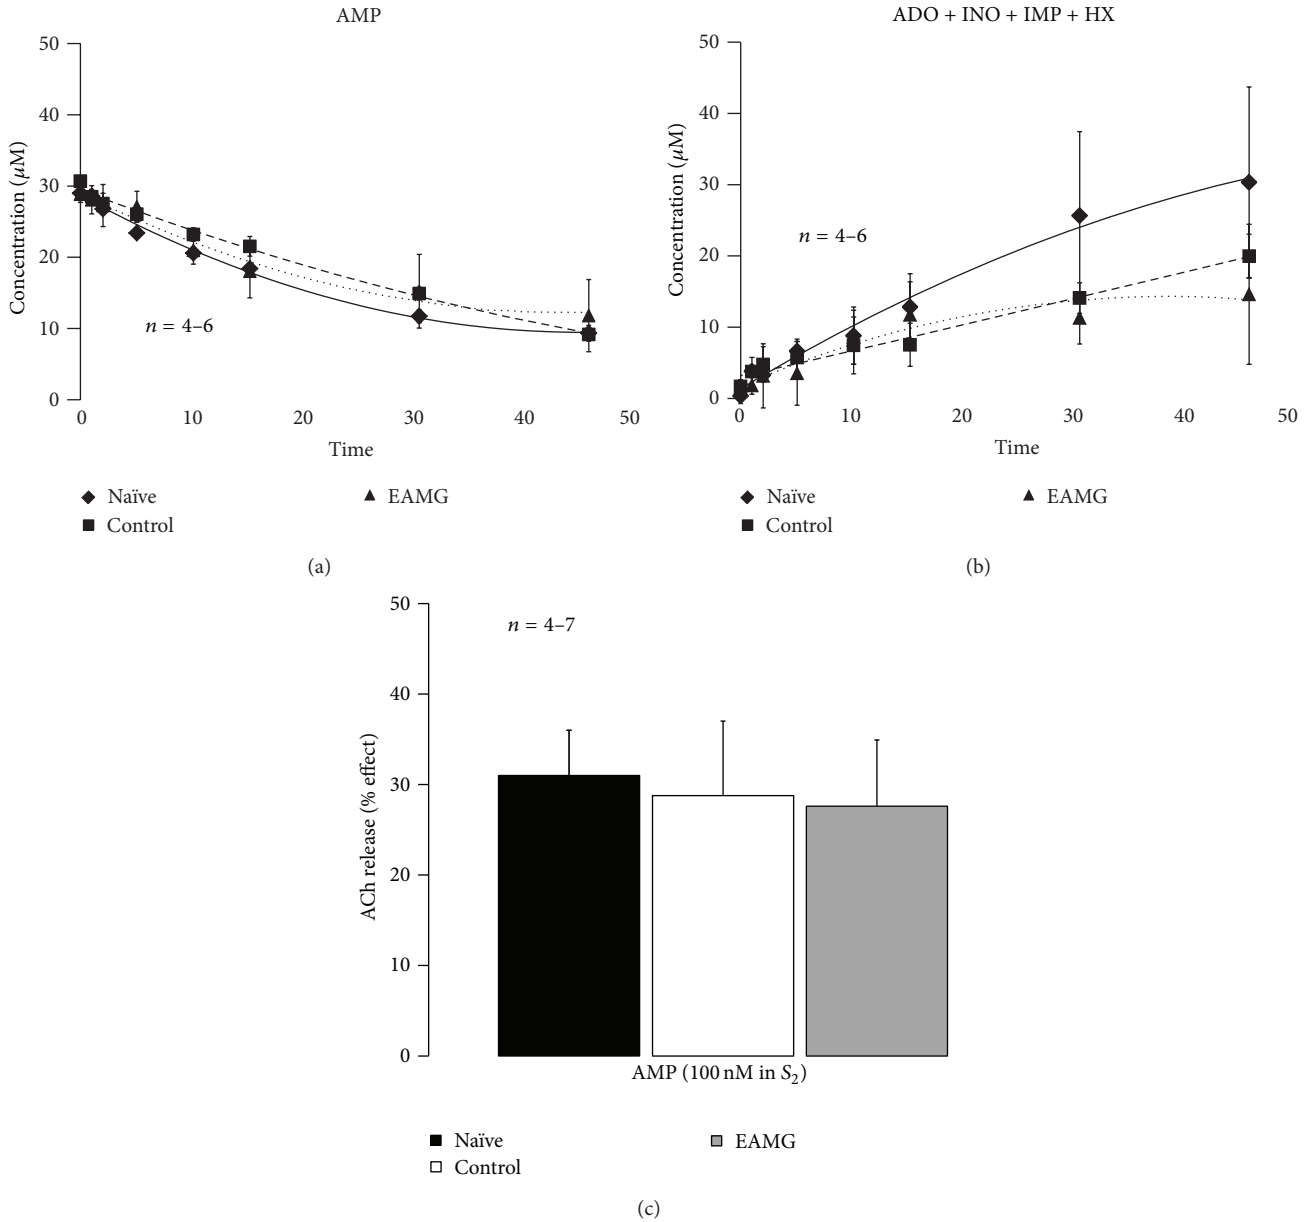 AMP
50
40
30
20
10
0
Concentration (μM)
n = 4–6
0 10 20 30 40 50
Time
Naïve
EAMG
Control
(a)
ADO + INO + IMP + HX
50
40
30
20
10
0
Concentration (μM)
n = 4–6
0 10 20 30 40 50
Time
Naïve
EAMG
Control
(b)
50
40
30
20
10
0
ACh release (% effect)
n = 4–7
AMP (100 nM in S₂)
Naïve
EAMG
Control
(c)